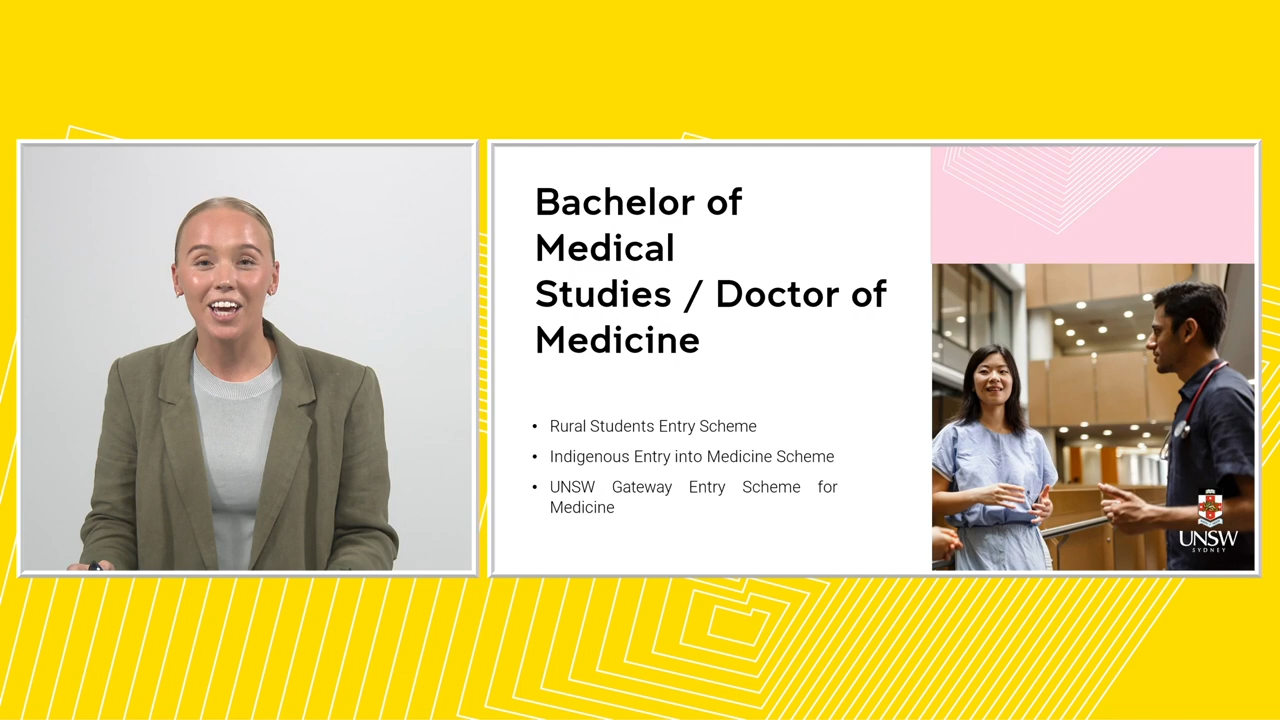 Bachelor of
Medical
Studies / Doctor of
Medicine
• Rural Students Entry Scheme
• Indigenous Entry into Medicine Scheme
• UNSW Gateway Entry Scheme for
Medicine
UNSW
SYDNEY